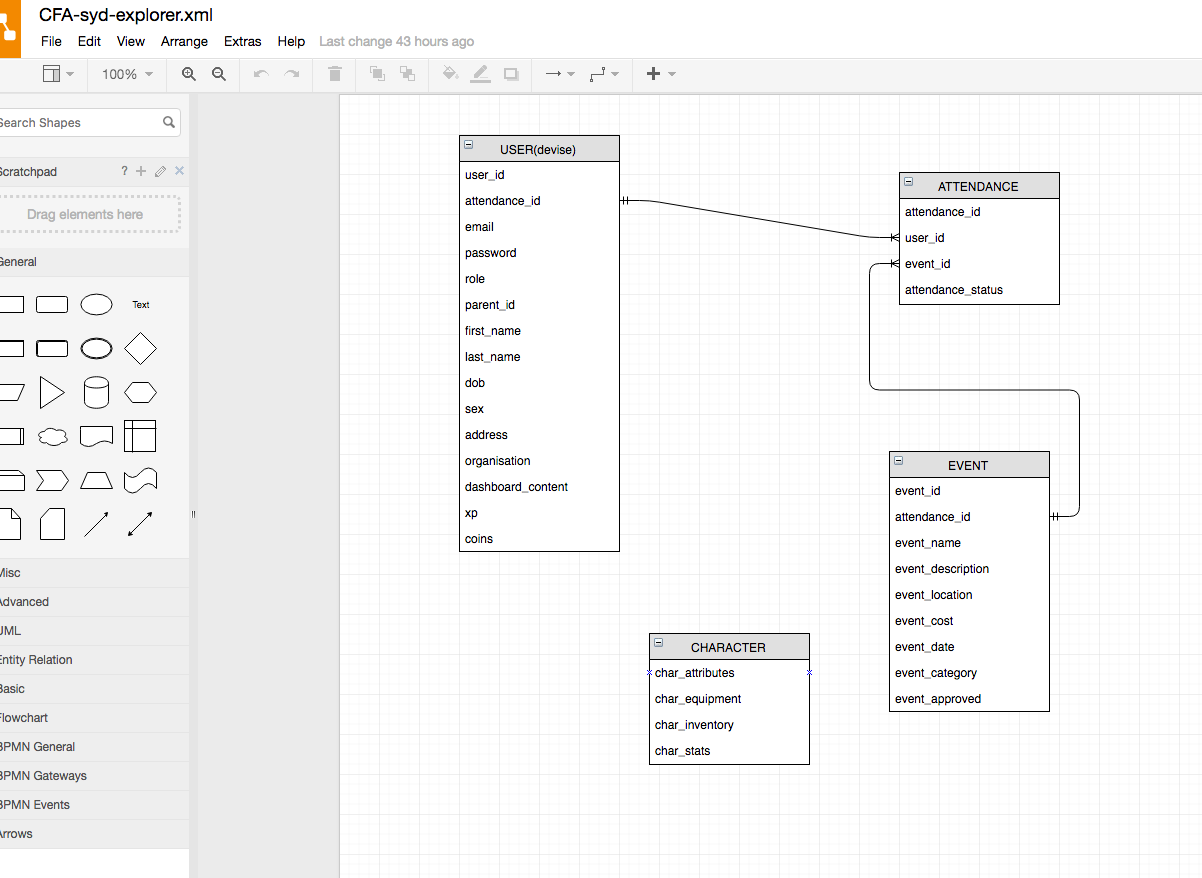 CFA-syd-explorer.xml
File Edit View Arrange Extras Help Last change 43 hours ago
100%
Search Shapes
Scratchpad ?
Drag elements here
General
Text
Misc
Advanced
UML
Entity Relation
Basic
Flowchart
BPMN General
BPMN Gateways
BPMN Events
Arrows
USER(devise)
user_id
attendance_id
email
password
role
parent_id
first_name
last_name
dob
sex
address
organisation
dashboard_content
xp
coins
ATTENDANCE
attendance_id
user_id
event_id
attendance_status
EVENT
event_id
attendance_id
event_name
event_description
event_location
event_cost
event_date
event_category
event_approved
CHARACTER
char_attributes
char_equipment
char_inventory
char_stats